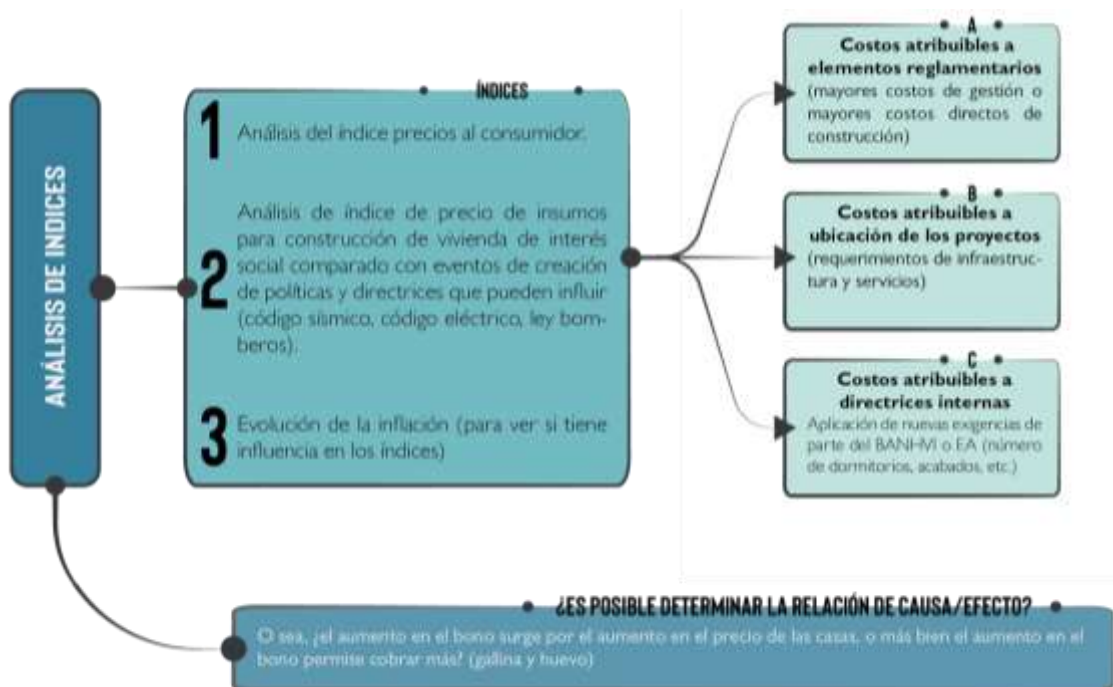 ANÁLISIS DE INDICES
ÍNDICES
1
Análisis del índice precios al consumidor.
2
Análisis de índice de precio de insumos
para construcción de vivienda de interés
social comparado con eventos de creación
de políticas y directrices que pueden influir
(código sísmico, código eléctrico, ley bom-
beros).
3
Evolución de la inflación (para ver si tiene
influencia en los índices)
A
Costos atribuibles a
elementos reglamentarios
(mayores costos de gestión o
mayores costos directos de
construcción)
B
Costos atribuibles a
ubicación de los proyectos
(requerimientos de infraestruc-
tura y servicios)
C
Costos atribuibles a
directrices internas
Aplicación de nuevas exigencias de
parte del BANHVI o EA (número
de dormitorios, acabados, etc.)
¿ES POSIBLE DETERMINAR LA RELACIÓN DE CAUSA/EFECTO?
O sea, ¿el aumento en el bono surge por el aumento en el precio de las casas, o más bien el aumento en el
bono permite cobrar más? (gallina y huevo)